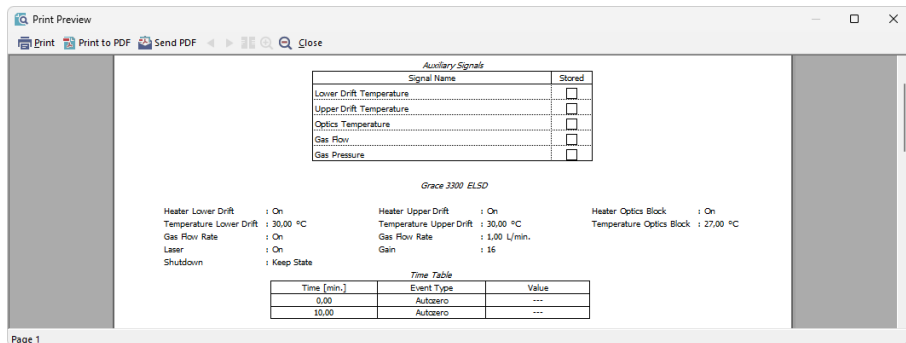 Print Preview
Print Print to PDF Send PDF Close
Auxiliary Signals
Signal Name Stored
Lower Drift Temperature
Upper Drift Temperature
Optics Temperature
Gas Flow
Gas Pressure
Grace 3300 ELSD
Heater Lower Drift : On Heater Upper Drift : On Heater Optics Block : On
Temperature Lower Drift : 30,00 °C Temperature Upper Drift : 30,00 °C Temperature Optics Block : 27,00 °C
Gas Flow Rate : On Gas Flow Rate : 1,00 L/min.
Laser : On Gain : 16
Shutdown : Keep State
Time Table
Time [min.] Event Type Value
0,00 Autozero ---
10,00 Autozero ---
Page 1